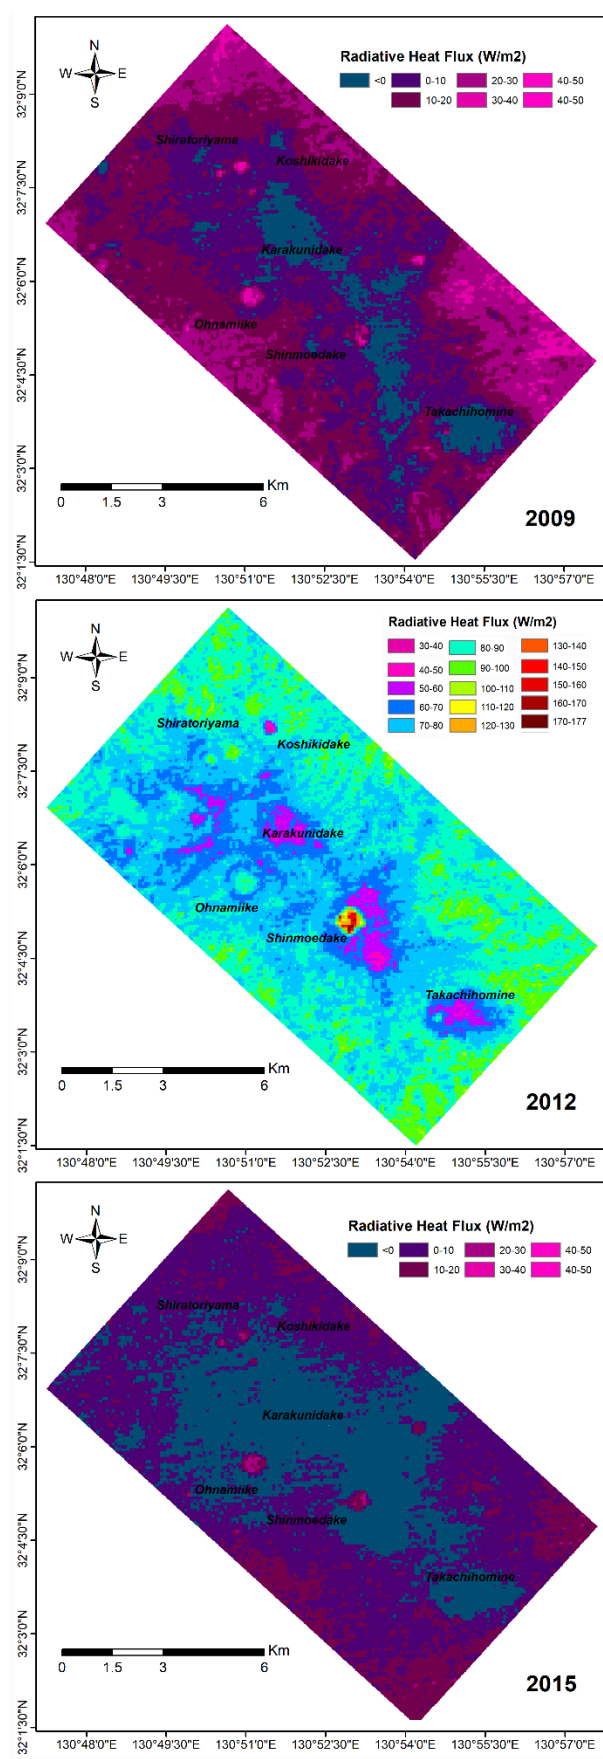 N
W E
S
Radiative Heat Flux (W/m2)
<0 0-10 20-30 40-50
10-20 30-40 40-50
32°9'0"N
32°7'30"N
32°6'0"N
32°4'30"N
32°3'0"N
32°1'30"N
Shiraturiyama
Koshikidake
Karakunidake
Ohnamiike
Shinmoedake
Takachihomine
Km
0 1.5 3 6
2009
130°48'0"E 130°49'30"E 130°51'0"E 130°52'30"E 130°54'0"E 130°55'30"E 130°57'0"E
N
W E
S
Radiative Heat Flux (W/m2)
30-40 80-90 130-140
40-50 90-100 140-150
50-60 100-110 150-160
60-70 110-120 160-170
70-80 120-130 170-177
32°9'0"N
32°7'30"N
32°6'0"N
32°4'30"N
32°3'0"N
32°1'30"N
Shiratoriyama
Koshikidake
Karakunidake
Ohnamiike
Shinmoedake
Takachihomine
Km
0 1.5 3 6
2012
130°48'0"E 130°49'30"E 130°51'0"E 130°52'30"E 130°54'0"E 130°55'30"E 130°57'0"E
N
W E
S
Radiative Heat Flux (W/m2)
<0 0-10 20-30 40-50
10-20 30-40 40-50
32°9'0"N
32°7'30"N
32°6'0"N
32°4'30"N
32°3'0"N
32°1'30"N
Shiratoriyama
Koshikidake
Karakunidake
Ohnamiike
Shinmoedake
Takachihomine
Km
0 1.5 3 6
2015
130°48'0"E 130°49'30"E 130°51'0"E 130°52'30"E 130°54'0"E 130°55'30"E 130°57'0"E